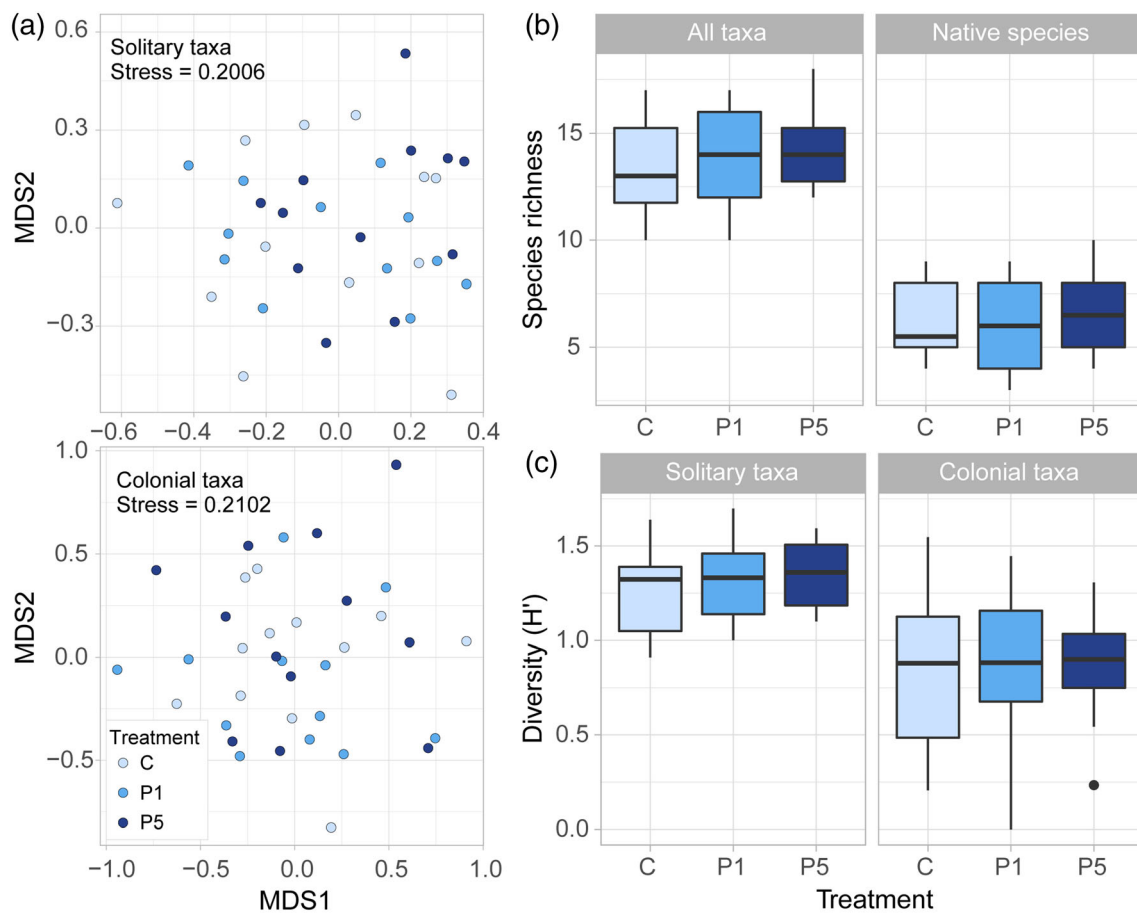 (a)
0.6
Solitary taxa
Stress = 0.2006
0.3
0.0
−0.3
MDS2
−0.6 −0.4 −0.2 0.0 0.2 0.4
1.0
Colonial taxa
Stress = 0.2102
0.5
0.0
−0.5
MDS2
Treatment
C
P1
P5
−1.0 −0.5 0.0 0.5 1.0
MDS1
(b)
All taxa Native species
15
10
5
Species richness
C P1 P5 C P1 P5
(c)
Solitary taxa Colonial taxa
1.5
1.0
0.5
0.0
Diversity (H')
C P1 P5 C P1 P5
Treatment